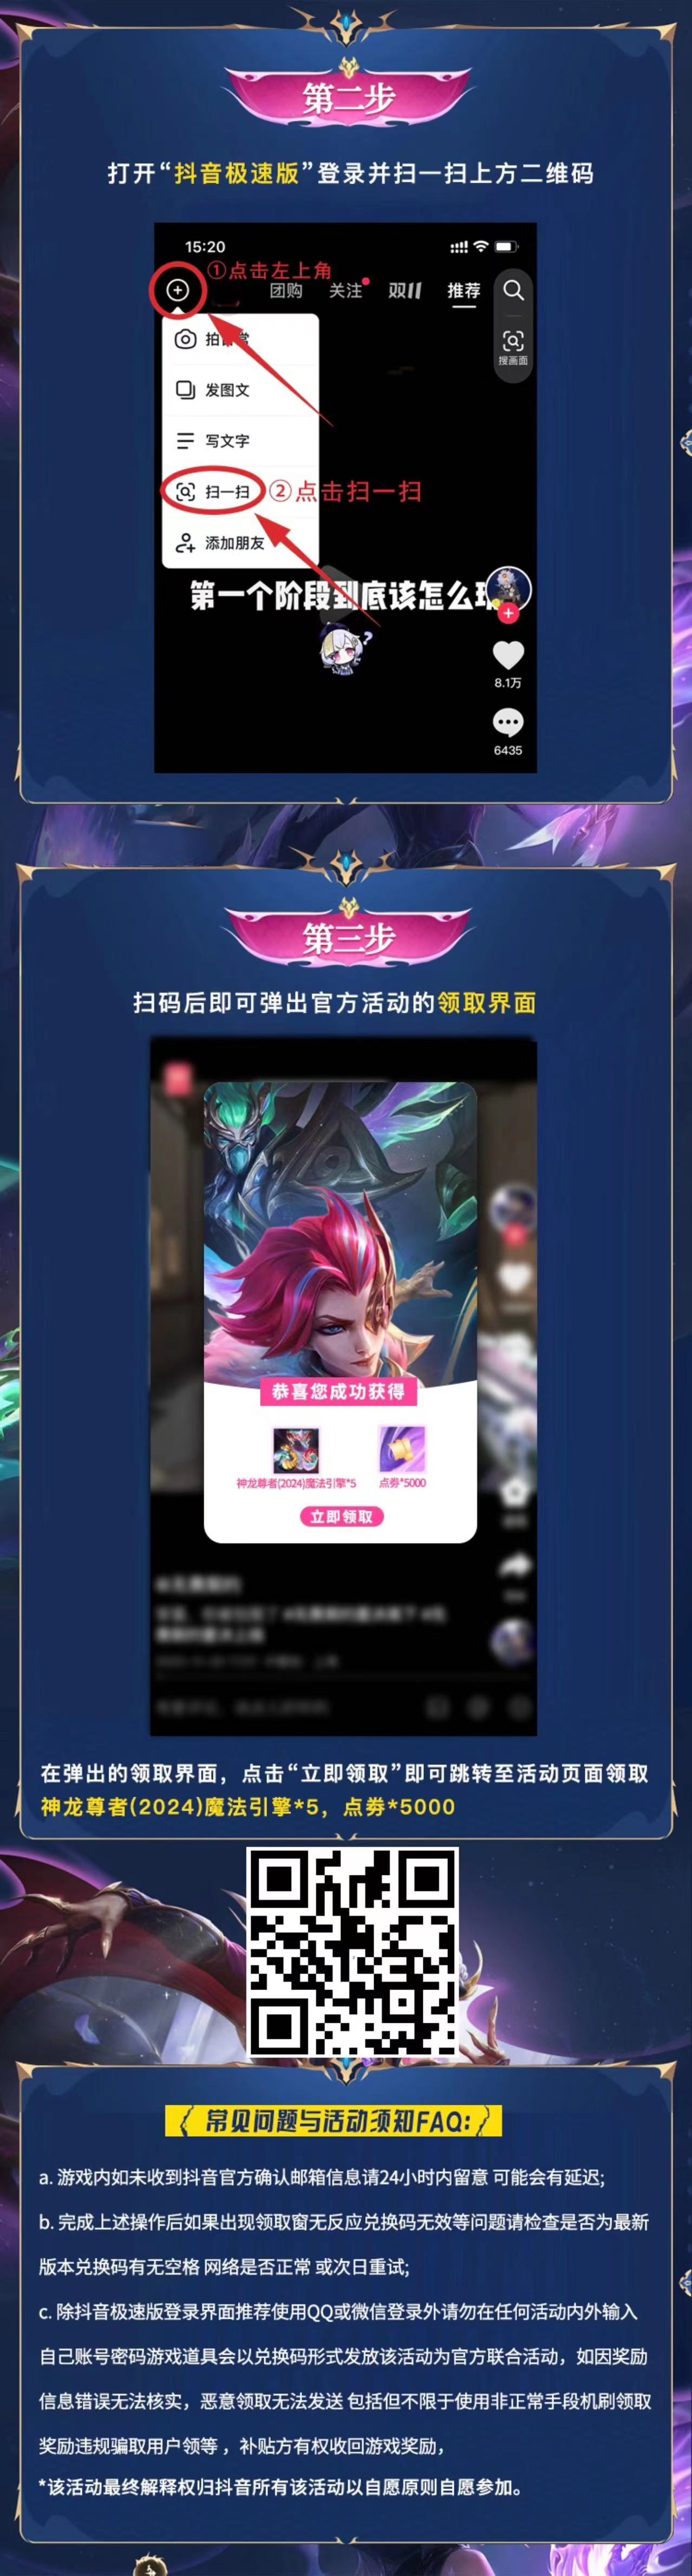 第二步
打开“抖音极速版”登录并扫一扫上方二维码
15:20
①点击左上角
团购 关注 双11 推荐
搜画面
发图文
写文字
扫一扫 ②点击扫一扫
添加朋友
第一个阶段到底该怎么玩
8.1万
6435
第三步
扫码后即可弹出官方活动的领取界面
恭喜您成功获得
神龙尊者(2024)魔法引擎*5 点券*5000
立即领取
在弹出的领取界面，点击“立即领取”即可跳转至活动页面领取
神龙尊者(2024)魔法引擎*5，点券*5000
常见问题与活动须知FAQ:
a. 游戏内如未收到抖音官方确认邮箱信息请24小时内留意 可能会有延迟;
b. 完成上述操作后如果出现领取窗无反应兑换码无效等问题请检查是否为最新
版本兑换码有无空格 网络是否正常 或次日重试;
c. 除抖音极速版登录界面推荐使用QQ或微信登录外请勿在任何活动内外输入
自己账号密码游戏道具会以兑换码形式发放该活动为官方联合活动，如因奖励
信息错误无法核实，恶意领取无法发送 包括但不限于使用非正常手段机刷领取
奖励违规骗取用户领等 ，补贴方有权收回游戏奖励，
*该活动最终解释权归抖音所有该活动以自愿原则自愿参加。